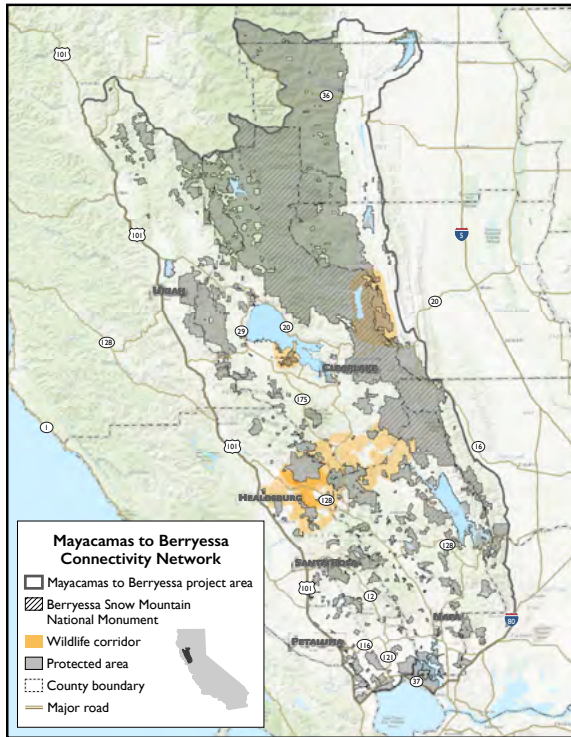 101
36
101
5
UKIAH
20
29
20
128
CLEARLAKE
175
1
101
16
HEALDSBURG
128
128
SANTA ROSA
101
12
NAPA
80
PETALUMA
116
121
37
Mayacamas to Berryessa
Connectivity Network
Mayacamas to Berryessa project area
Berryessa Snow Mountain
National Monument
Wildlife corridor
Protected area
County boundary
Major road